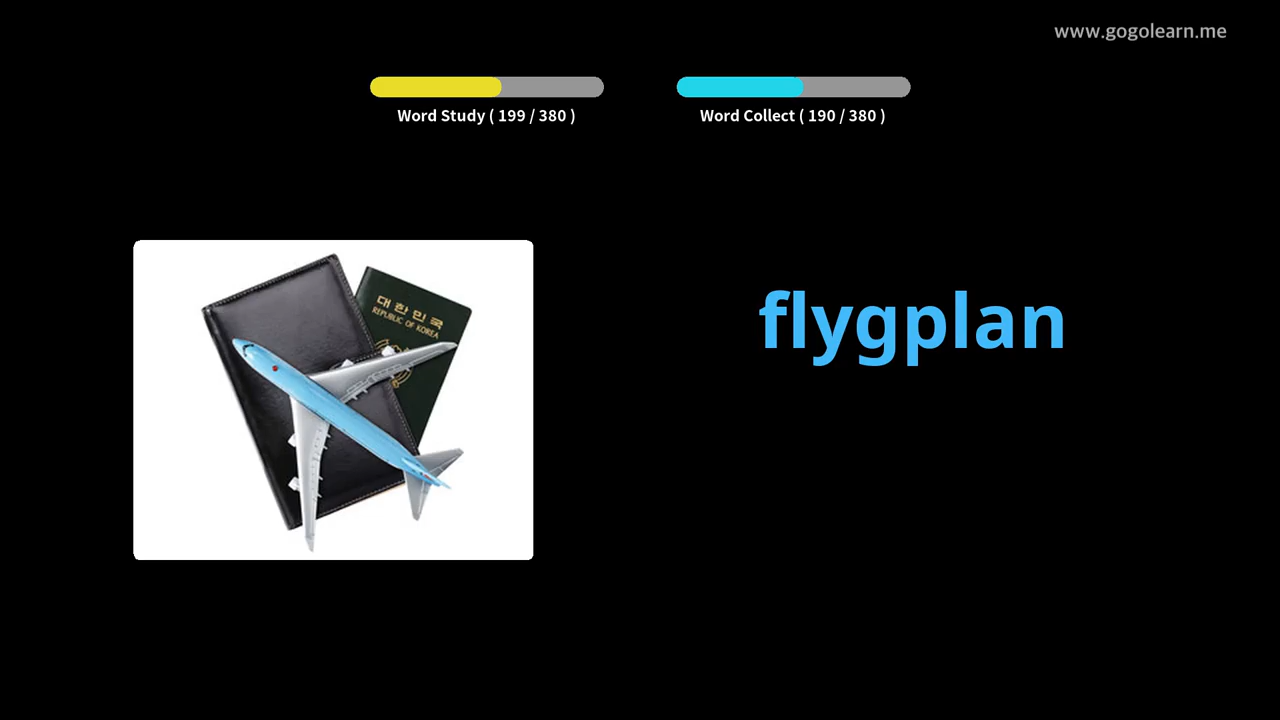 www.gogolearn.me
Word Study ( 199 / 380 )
Word Collect ( 190 / 380 )
대한민국
REPUBLIC OF KOREA
flygplan